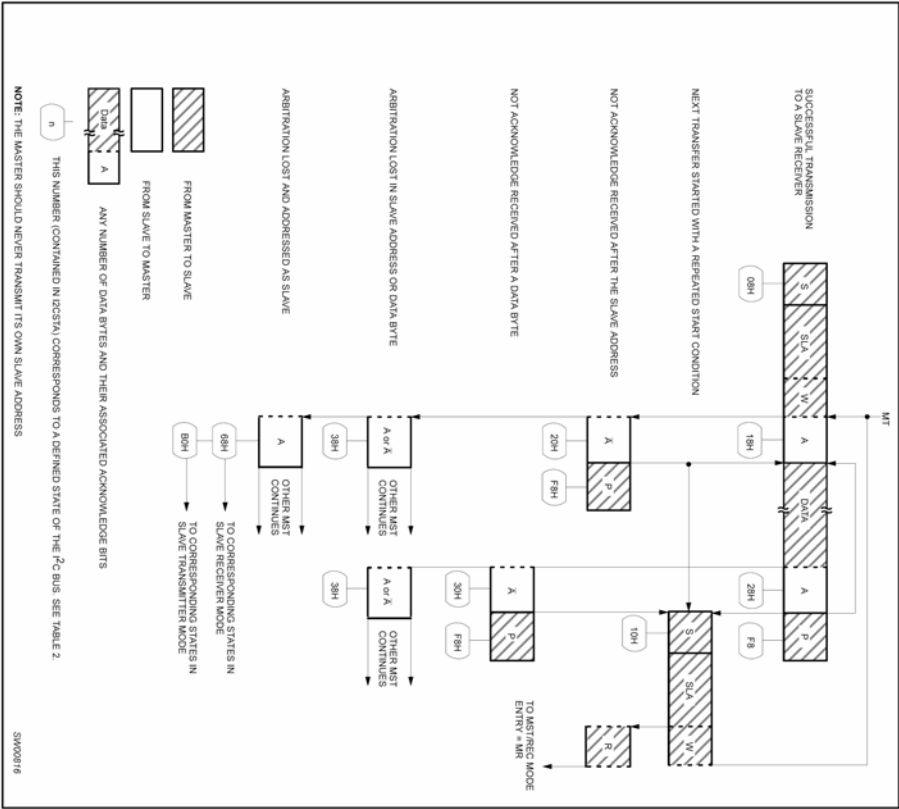 MT
SUCCESSFUL TRANSMISSION
TO A SLAVE RECEIVER
S
SLA
W
A
DATA
A
P
08H
18H
28H
F8
NEXT TRANSFER STARTED WITH A REPEATED START CONDITION
S
SLA
W
10H
NOT ACKNOWLEDGE RECEIVED AFTER THE SLAVE ADDRESS
A̅
P
R
20H
F8H
TO MST/REC MODE
ENTRY = MR
NOT ACKNOWLEDGE RECEIVED AFTER A DATA BYTE
A̅
P
30H
F8H
ARBITRATION LOST IN SLAVE ADDRESS OR DATA BYTE
A or A̅
OTHER MST
CONTINUES
A or A̅
OTHER MST
CONTINUES
38H
38H
ARBITRATION LOST AND ADDRESSED AS SLAVE
A
OTHER MST
CONTINUES
68H
TO CORRESPONDING STATES IN
SLAVE RECEIVER MODE
B0H
TO CORRESPONDING STATES IN
SLAVE TRANSMITTER MODE
FROM MASTER TO SLAVE
FROM SLAVE TO MASTER
Data
A
ANY NUMBER OF DATA BYTES AND THEIR ASSOCIATED ACKNOWLEDGE BITS
n
THIS NUMBER (CONTAINED IN I2CSTA) CORRESPONDS TO A DEFINED STATE OF THE I²C BUS. SEE TABLE 2.
NOTE: THE MASTER SHOULD NEVER TRANSMIT ITS OWN SLAVE ADDRESS
SW00816